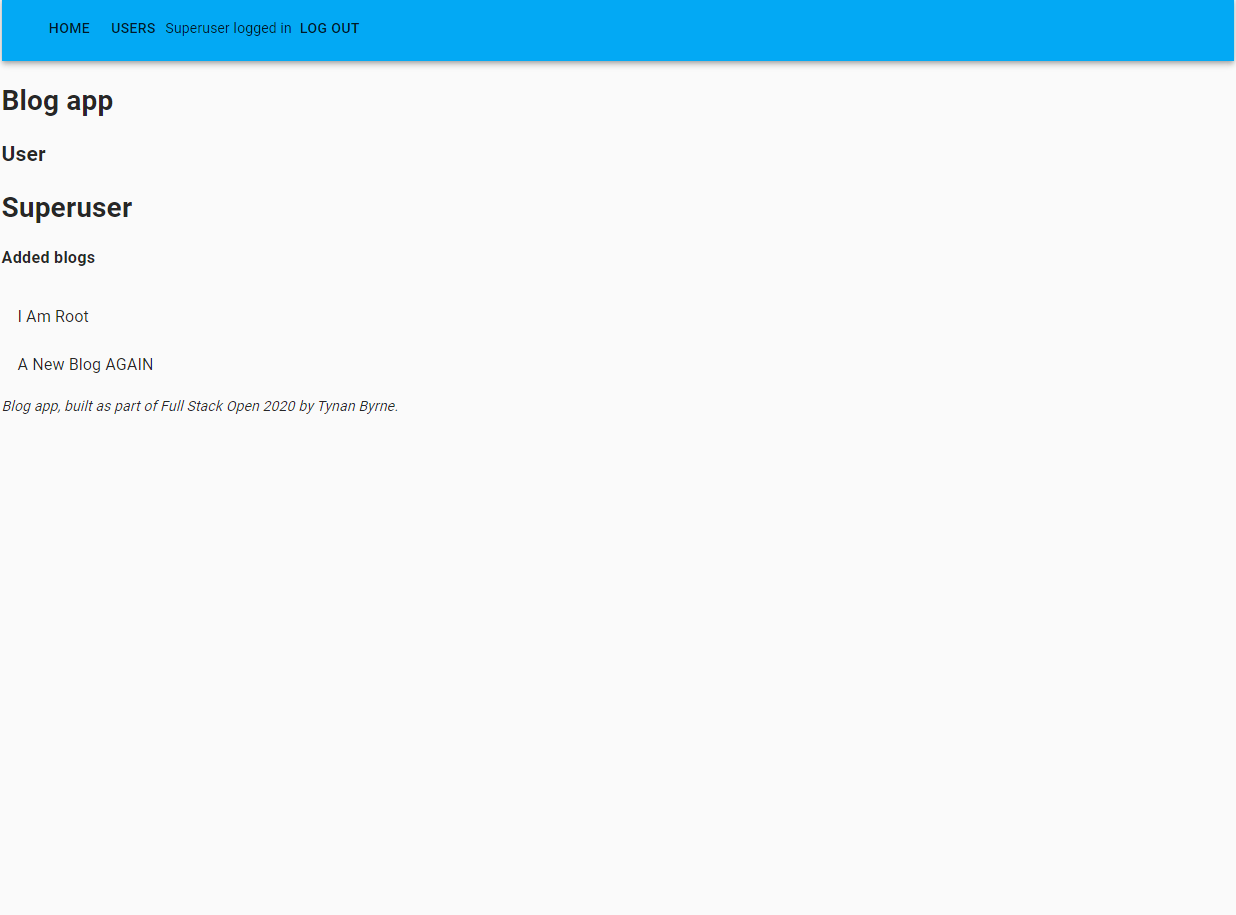 HOME USERS Superuser logged in LOG OUT
Blog app
User
Superuser
Added blogs
I Am Root
A New Blog AGAIN
Blog app, built as part of Full Stack Open 2020 by Tynan Byrne.